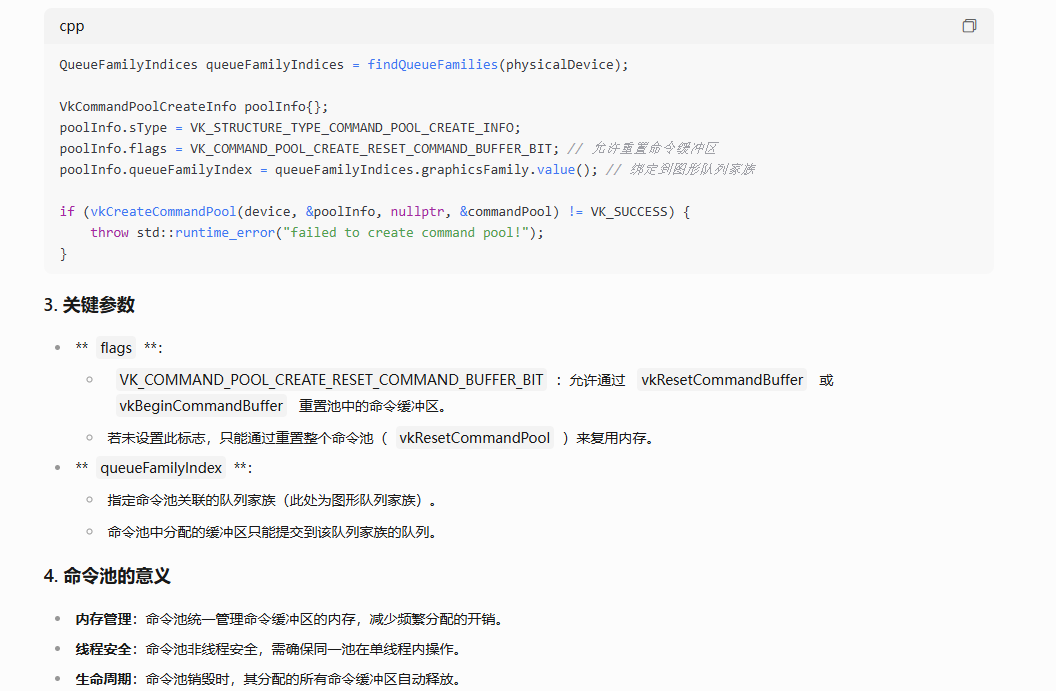 cpp
QueueFamilyIndices queueFamilyIndices = findQueueFamilies(physicalDevice);
VkCommandPoolCreateInfo poolInfo{};
poolInfo.sType = VK_STRUCTURE_TYPE_COMMAND_POOL_CREATE_INFO;
poolInfo.flags = VK_COMMAND_POOL_CREATE_RESET_COMMAND_BUFFER_BIT; // 允许重置命令缓冲区
poolInfo.queueFamilyIndex = queueFamilyIndices.graphicsFamily.value(); // 绑定到图形队列家族
if (vkCreateCommandPool(device, &poolInfo, nullptr, &commandPool) != VK_SUCCESS) {
    throw std::runtime_error("failed to create command pool!");
}
3. 关键参数
** flags **:
VK_COMMAND_POOL_CREATE_RESET_COMMAND_BUFFER_BIT ：允许通过 vkResetCommandBuffer 或
vkBeginCommandBuffer 重置池中的命令缓冲区。
若未设置此标志，只能通过重置整个命令池（ vkResetCommandPool ）来复用内存。
** queueFamilyIndex **:
指定命令池关联的队列家族（此处为图形队列家族）。
命令池中分配的缓冲区只能提交到该队列家族的队列。
4. 命令池的意义
内存管理：命令池统一管理命令缓冲区的内存，减少频繁分配的开销。
线程安全：命令池非线程安全，需确保同一池在单线程内操作。
生命周期：命令池销毁时，其分配的所有命令缓冲区自动释放。